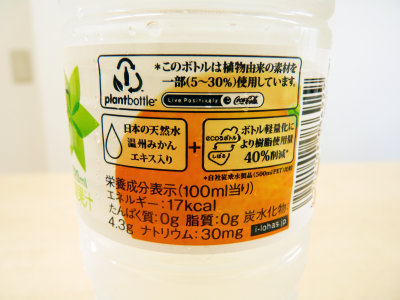 *このボトルは植物由来の素材を
一部(5~30%)使用しています。
plantbottle™
Live Positively Coca-Cola
日本の天然水
温州みかん
エキス入り
+
ecoるボトル
しぼる
ボトル軽量化に
より樹脂使用量
40%削減*
*自社従来水製品(500ml PET)比
栄養成分表示(100ml当り)
エネルギー:17kcal
たんぱく質:0g 脂質:0g 炭水化物:
4.3g ナトリウム:30mg
i-lohas.jp
果汁